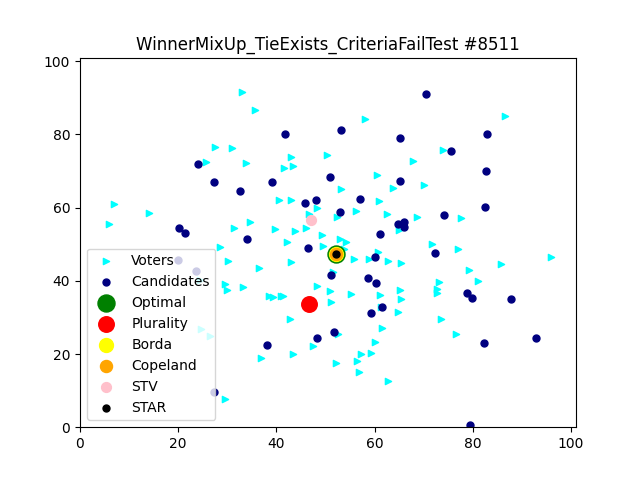 WinnerMixUp_TieExists_CriteriaFailTest #8511
100
80
60
40
20
0
Voters
Candidates
Optimal
Plurality
Borda
Copeland
STV
STAR
0 20 40 60 80 100